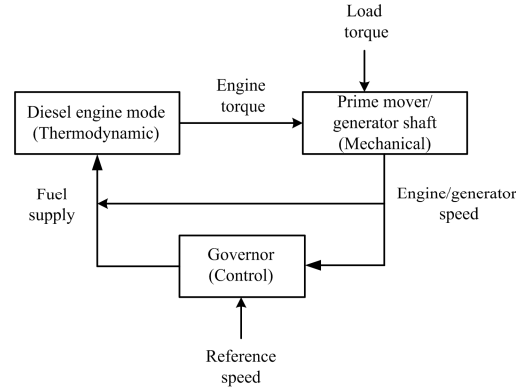 Load
torque
Engine
torque
Diesel engine mode
(Thermodynamic)
Prime mover/
generator shaft
(Mechanical)
Fuel
supply
Engine/generator
speed
Governor
(Control)
Reference
speed